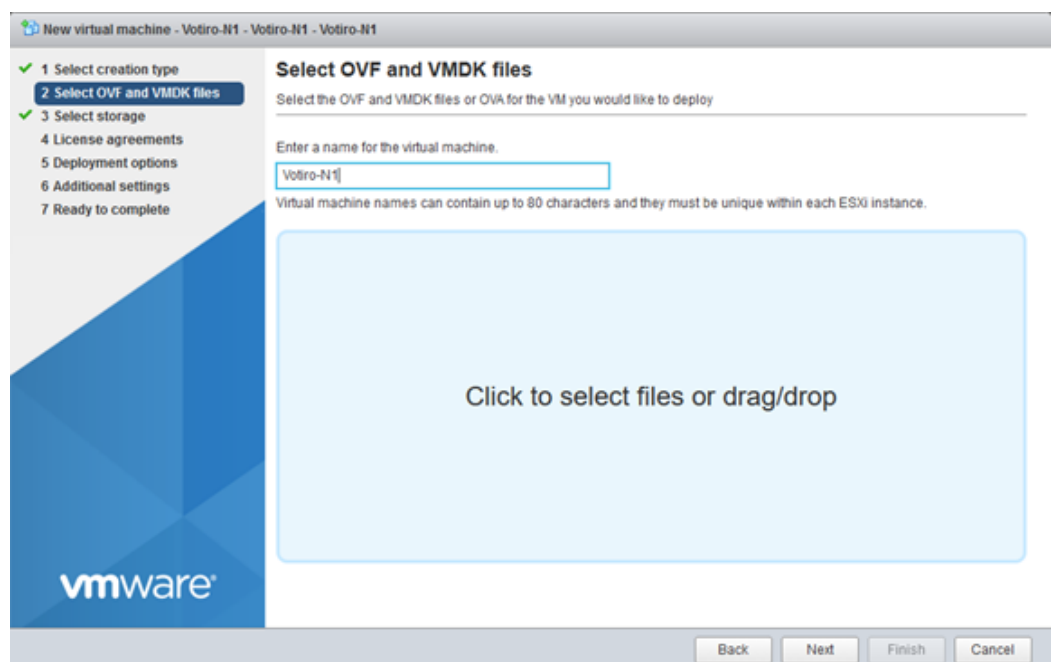 New virtual machine - Votiro-N1 - Votiro-N1 - Votiro-N1
1 Select creation type
2 Select OVF and VMDK files
3 Select storage
4 License agreements
5 Deployment options
6 Additional settings
7 Ready to complete
Select OVF and VMDK files
Select the OVF and VMDK files or OVA for the VM you would like to deploy
Enter a name for the virtual machine.
Votiro-N1
Virtual machine names can contain up to 80 characters and they must be unique within each ESXi instance.
Click to select files or drag/drop
vmware®
Back Next Finish Cancel